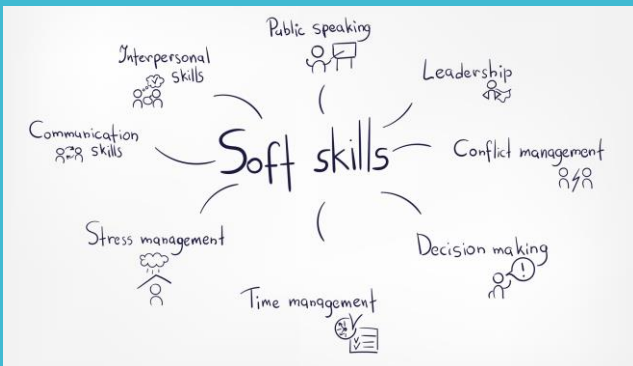 Public speaking
Interpersonal
skills
Leadership
Communication
skills
Soft skills
Conflict management
Stress management
Decision making
Time management